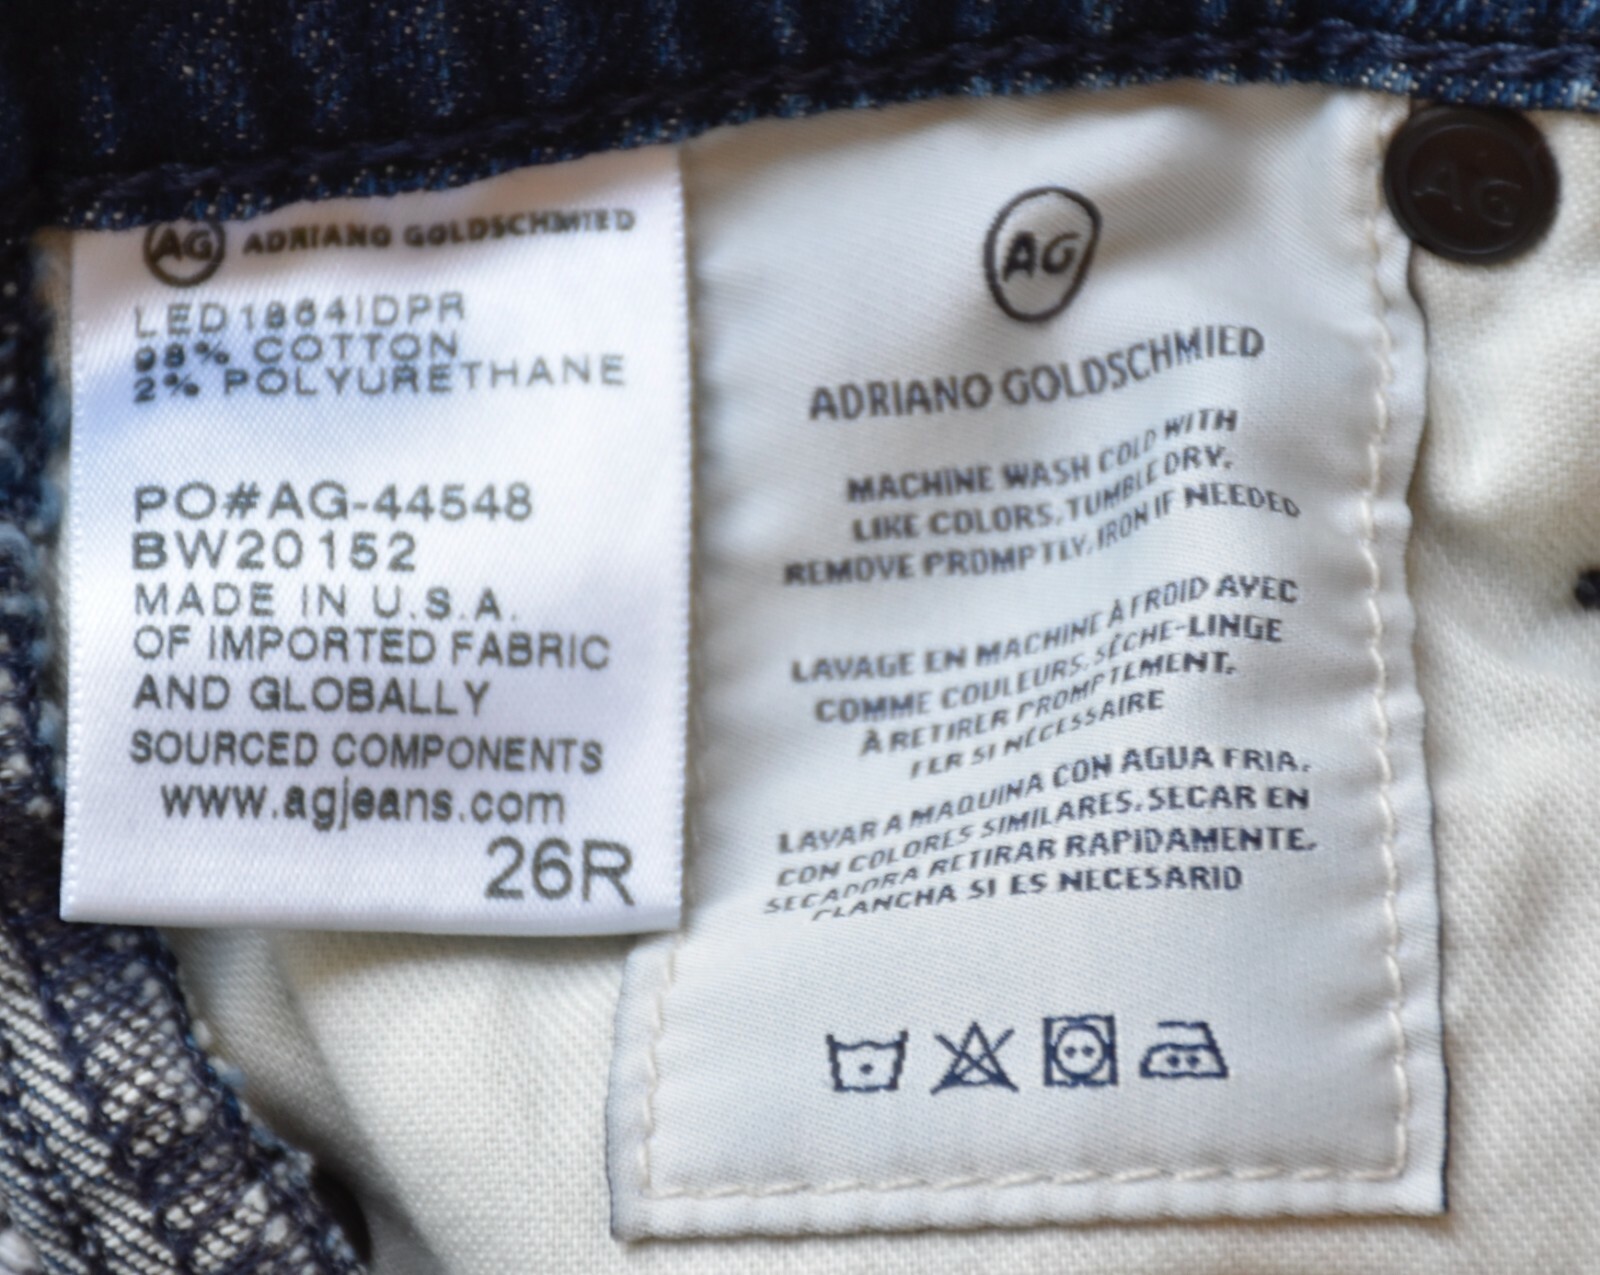 AG ADRIANO GOLDSCHMIED
LED1864IDPR
98% COTTON
2% POLYURETHANE
PO#AG-44548
BW20152
MADE IN U.S.A.
OF IMPORTED FABRIC
AND GLOBALLY
SOURCED COMPONENTS
www.agjeans.com
26R
AG
ADRIANO GOLDSCHMIED
MACHINE WASH COLD WITH
LIKE COLORS, TUMBLE DRY,
REMOVE PROMPTLY, IRON IF NEEDED
LAVAGE EN MACHINE À FROID AVEC
COMME COULEURS, SÉCHE-LINGE
À RETIRER PROMPTEMENT,
FER SI NÉCESSAIRE
LAVAR A MAQUINA CON AGUA FRIA,
CON COLORES SIMILARES, SECAR EN
SECADORA RETIRAR RAPIDAMENTE,
PLANCHA SI ES NECESARIO
AG